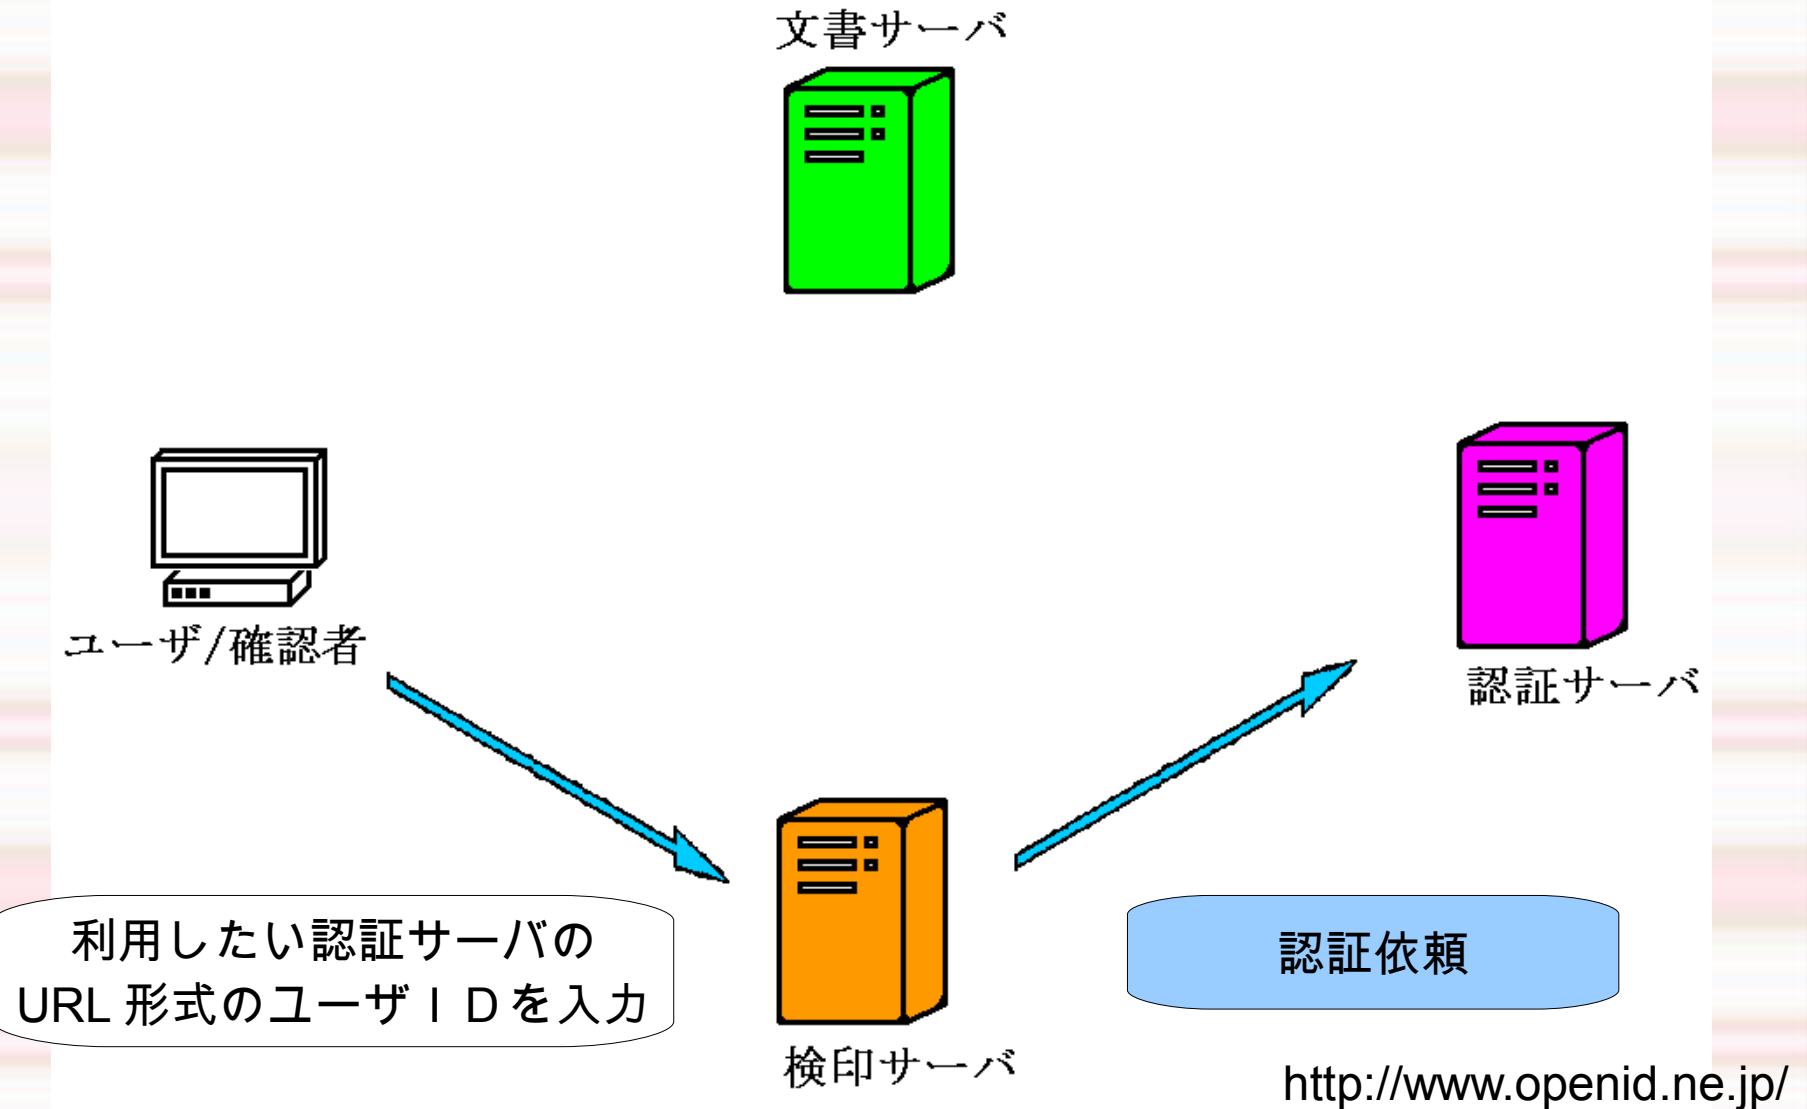 文書サーバ
ユーザ/確認者
認証サーバ
利用したい認証サーバの
URL 形式のユーザＩＤを入力
認証依頼
検印サーバ
http://www.openid.ne.jp/